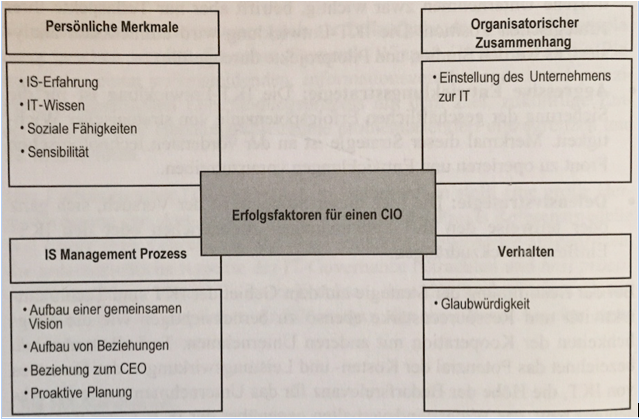 Persönliche Merkmale
• IS-Erfahrung
• IT-Wissen
• Soziale Fähigkeiten
• Sensibilität
Organisatorischer
Zusammenhang
• Einstellung des Unternehmens
zur IT
Erfolgsfaktoren für einen CIO
IS Management Prozess
• Aufbau einer gemeinsamen
Vision
• Aufbau von Beziehungen
• Beziehung zum CEO
• Proaktive Planung
Verhalten
• Glaubwürdigkeit